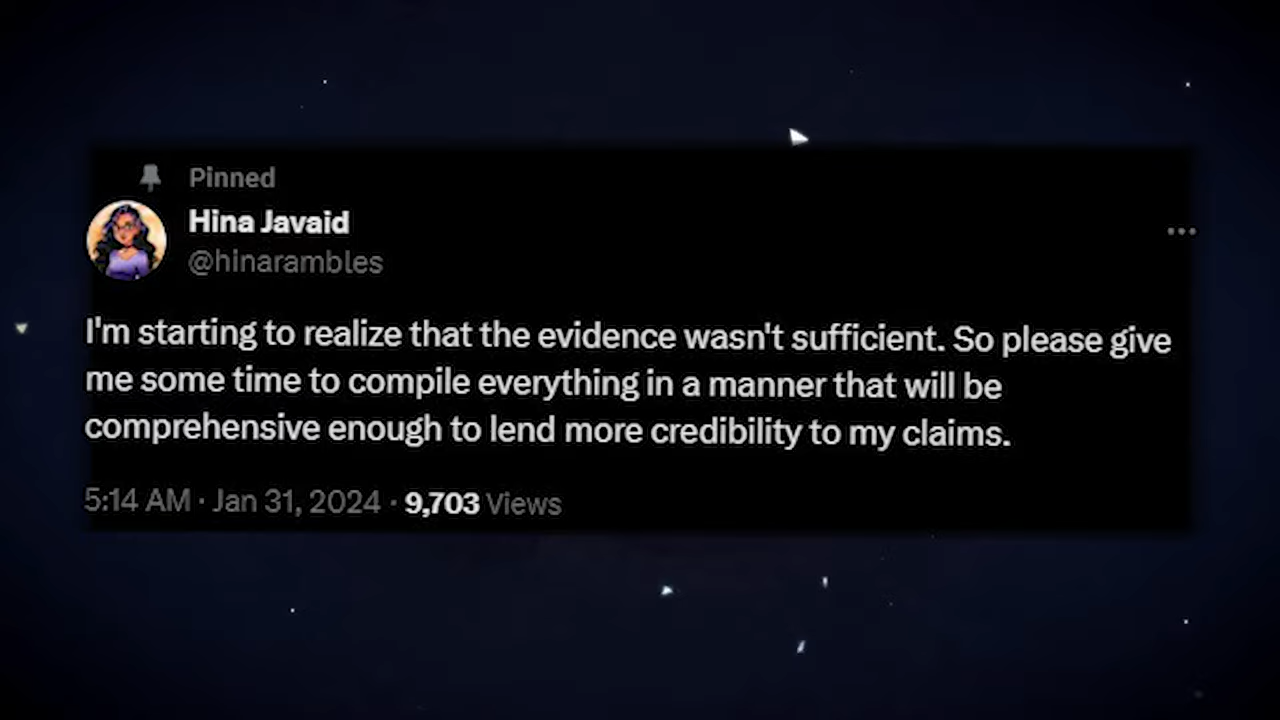 Pinned
Hina Javaid
@hinarambles
I'm starting to realize that the evidence wasn't sufficient. So please give
me some time to compile everything in a manner that will be
comprehensive enough to lend more credibility to my claims.
5:14 AM · Jan 31, 2024 · 9,703 Views